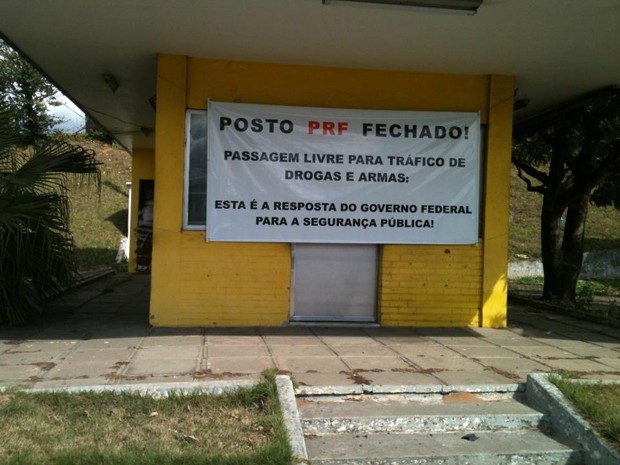 POSTO PRF FECHADO!
PASSAGEM LIVRE PARA TRÁFICO DE
DROGAS E ARMAS:
ESTA É A RESPOSTA DO GOVERNO FEDERAL
PARA A SEGURANÇA PÚBLICA!